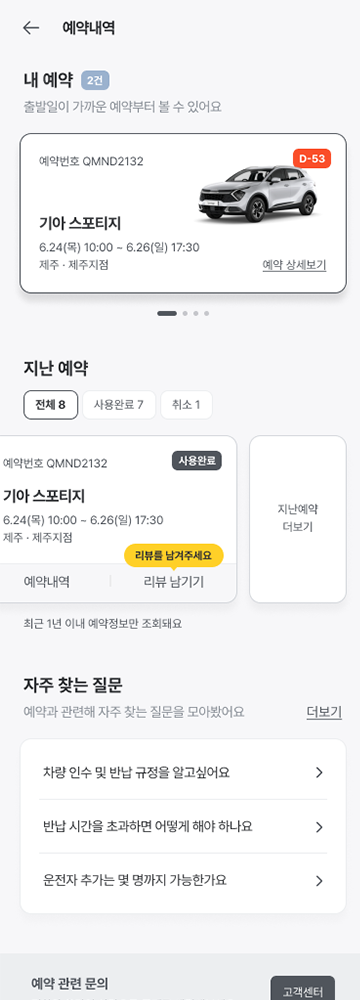 예약내역
내 예약 2건
출발일이 가까운 예약부터 볼 수 있어요
예약번호 QMND2132
D-53
기아 스포티지
6.24(목) 10:00 ~ 6.26(일) 17:30
제주 · 제주지점
예약 상세보기
지난 예약
전체 8 사용완료 7 취소 1
예약번호 QMND2132
사용완료
기아 스포티지
6.24(목) 10:00 ~ 6.26(일) 17:30
제주 · 제주지점
리뷰를 남겨주세요
예약내역 리뷰 남기기
지난예약
더보기
최근 1년 이내 예약정보만 조회돼요
자주 찾는 질문
예약과 관련해 자주 찾는 질문을 모아봤어요 더보기
차량 인수 및 반납 규정을 알고싶어요
반납 시간을 초과하면 어떻게 해야 하나요
운전자 추가는 몇 명까지 가능한가요
예약 관련 문의
고객센터